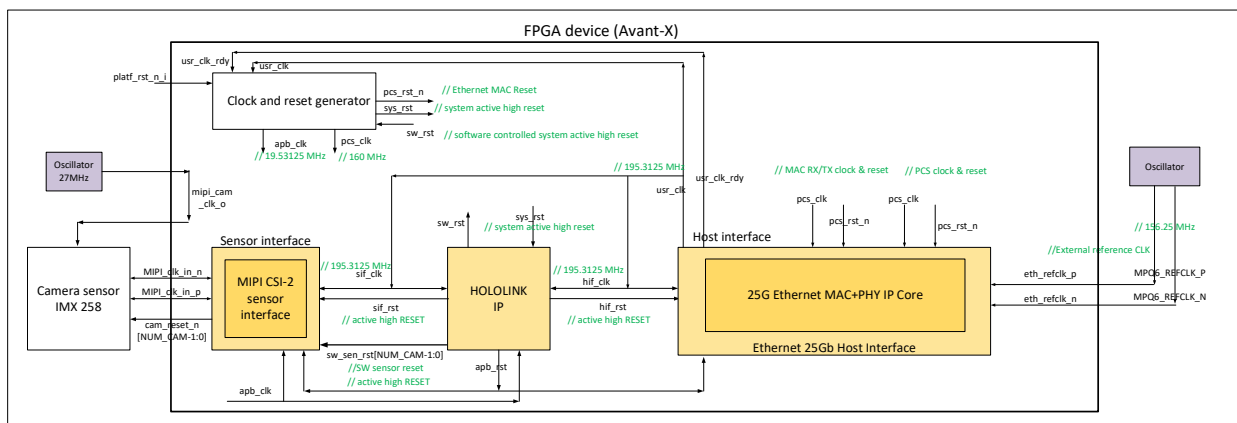 FPGA device (Avant-X)
usr_clk_rdy
usr_clk
platf_rst_n_i
Clock and reset generator
pcs_rst_n
// Ethernet MAC Reset
sys_rst
// system active high reset
sw_rst
// software controlled system active high reset
apb_clk
// 19.53125 MHz
pcs_clk
// 160 MHz
Oscillator
27MHz
mipi_cam
_clk_o
// 195.3125 MHz
usr_clk
usr_clk_rdy
// MAC RX/TX clock & reset
// PCS clock & reset
pcs_clk
pcs_rst_n
pcs_clk
pcs_rst_n
Oscillator
// 156.25 MHz
//External reference CLK
sw_rst
sys_rst
// system active high reset
Sensor interface
Host interface
Camera sensor
IMX 258
MIPI_clk_in_n
MIPI_clk_in_p
cam_reset_n
[NUM_CAM-1:0]
MIPI CSI-2
sensor
interface
// 195.3125 MHz
sif_clk
sif_rst
// active high RESET
HOLOLINK
IP
// 195.3125 MHz
hif_clk
hif_rst
// active high RESET
25G Ethernet MAC+PHY IP Core
Ethernet 25Gb Host Interface
eth_refclk_p
MPQ6_REFCLK_P
eth_refclk_n
MPQ6_REFCLK_N
sw_sen_rst[NUM_CAM-1:0]
//SW sensor reset
// active high RESET
apb_rst
apb_clk